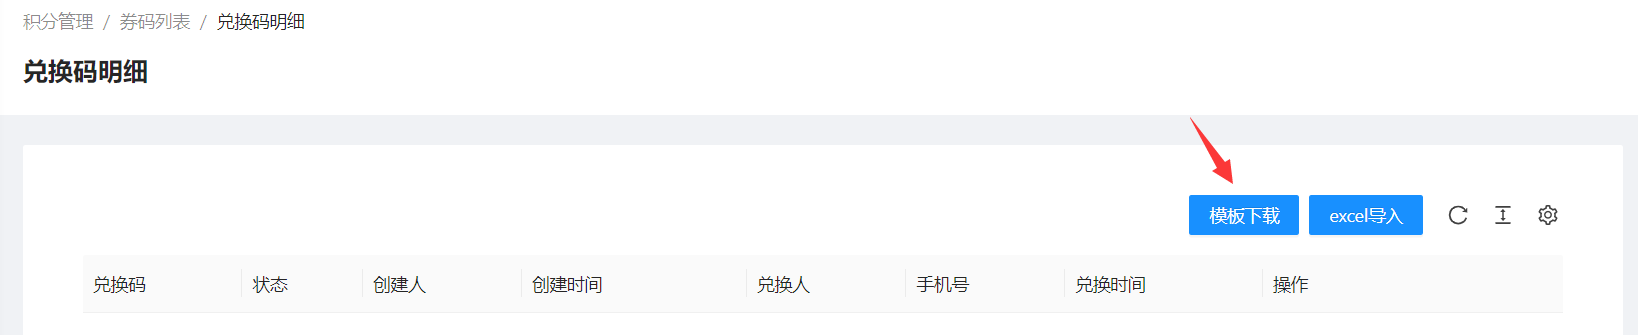 积分管理 / 券码列表 / 兑换码明细
兑换码明细
模板下载 excel导入
兑换码 状态 创建人 创建时间 兑换人 手机号 兑换时间 操作